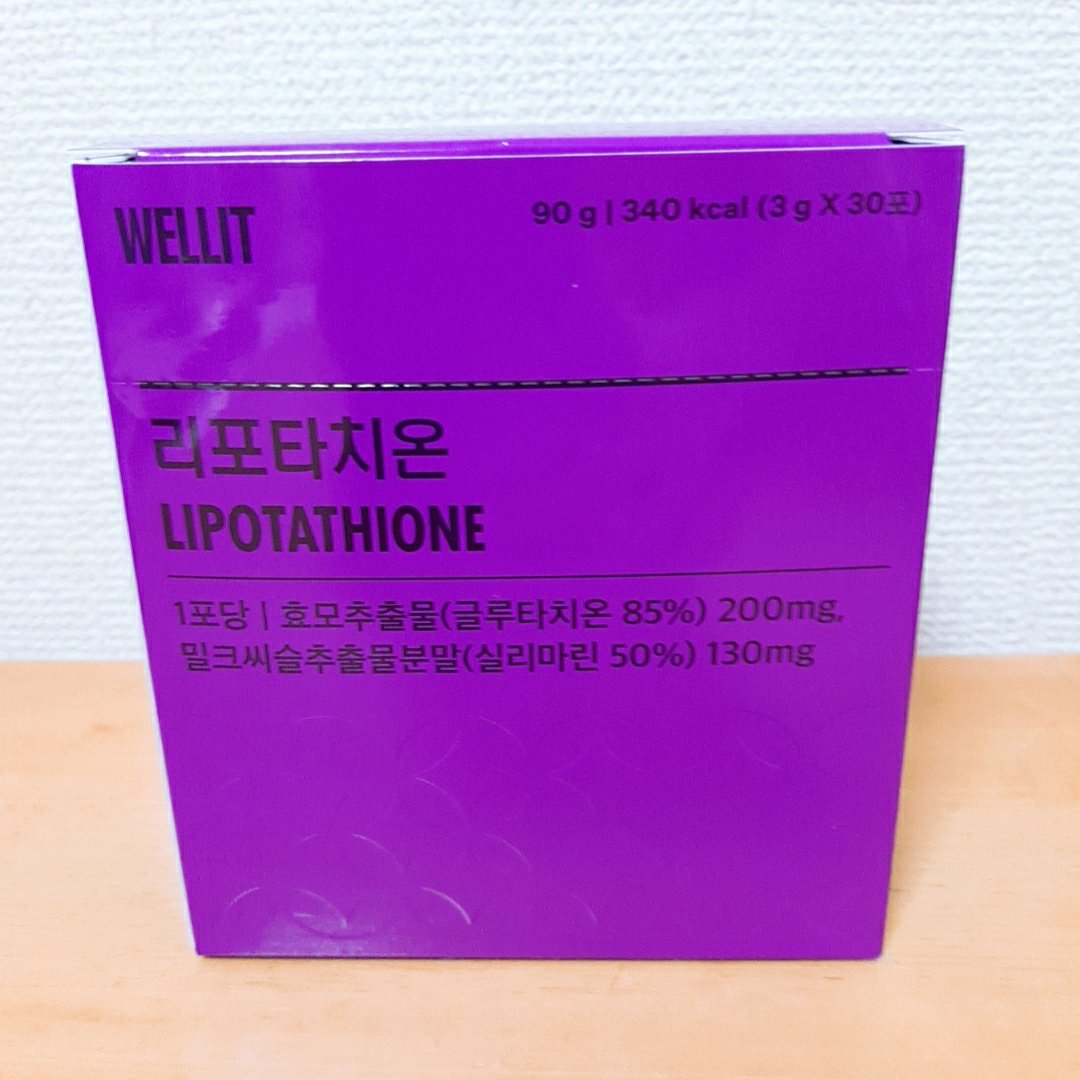 WELLIT
90 g | 340 kcal (3 g X 30포)
리포타치온
LIPOTATHIONE
1포당 | 효모추출물(글루타치온 85%) 200mg,
밀크씨슬추출물분말(실리마린 50%) 130mg